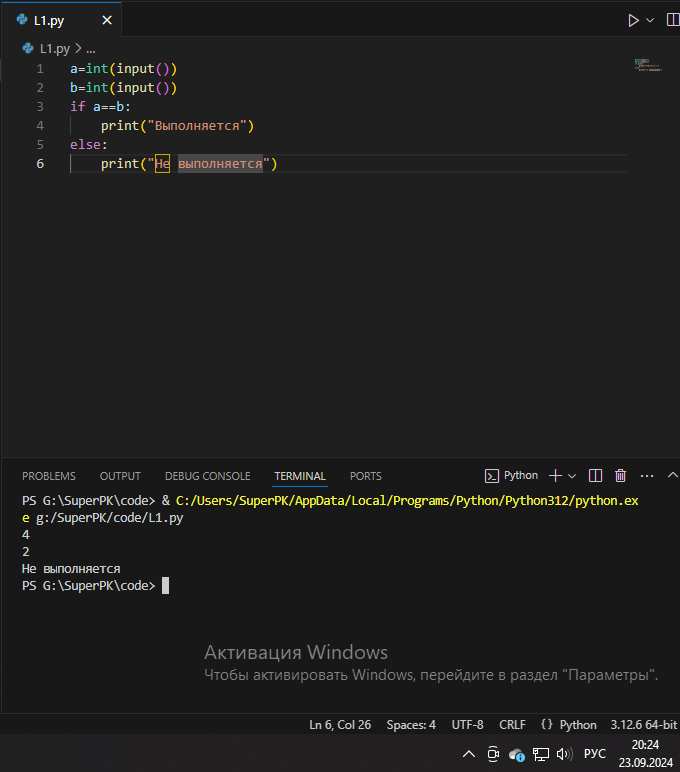 L1.py
L1.py > ...
1 a=int(input())
2 b=int(input())
3 if a==b:
4     print("Выполняется")
5 else:
6     print("Не выполняется")
PROBLEMS OUTPUT DEBUG CONSOLE TERMINAL PORTS Python
PS G:\SuperPK\code> & C:/Users/SuperPK/AppData/Local/Programs/Python/Python312/python.ex
e g:/SuperPK/code/L1.py
4
2
Не выполняется
PS G:\SuperPK\code>
Активация Windows
Чтобы активировать Windows, перейдите в раздел "Параметры".
Ln 6, Col 26 Spaces: 4 UTF-8 CRLF {} Python 3.12.6 64-bit
РУС 20:24
23.09.2024